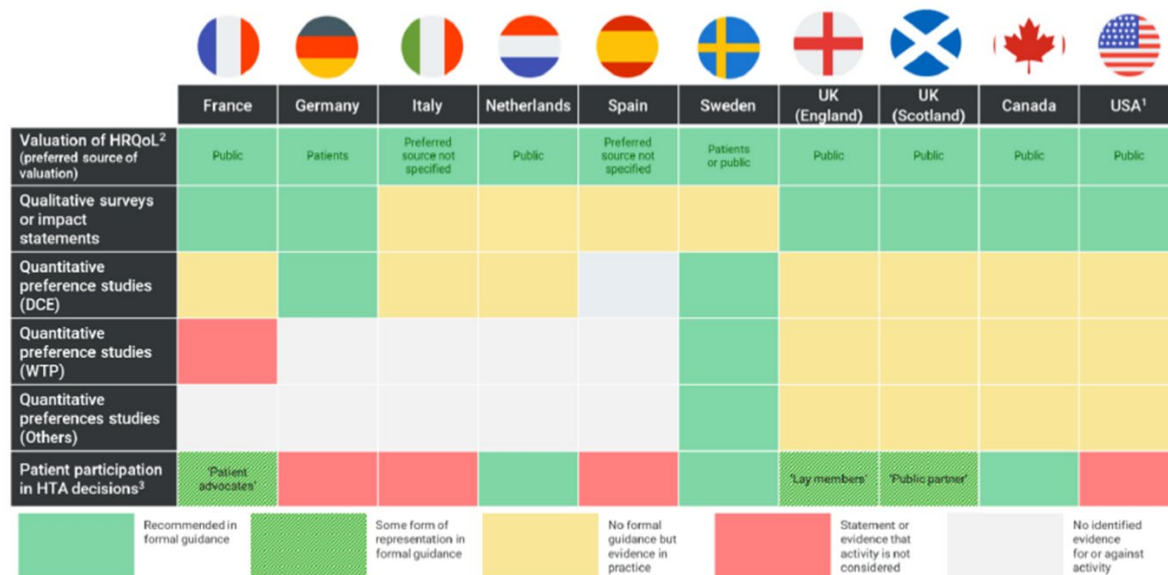 France Germany Italy Netherlands Spain Sweden UK (England) UK (Scotland) Canada USA¹
Valuation of HRQoL²
(preferred source of
valuation)
Public
Patients
Preferred
source not
specified
Public
Preferred
source not
specified
Patients
or public
Public
Public
Public
Public
Qualitative surveys
or impact
statements
Quantitative
preference studies
(DCE)
Quantitative
preference studies
(WTP)
Quantitative
preferences studies
(Others)
Patient participation
in HTA decisions³
'Patient
advocates'
'Lay members'
'Public partner'
Recommended in
formal guidance
Some form of
representation in
formal guidance
No formal
guidance but
evidence in
practice
Statement or
evidence that
activity is not
considered
No identified
evidence
for or against
activity